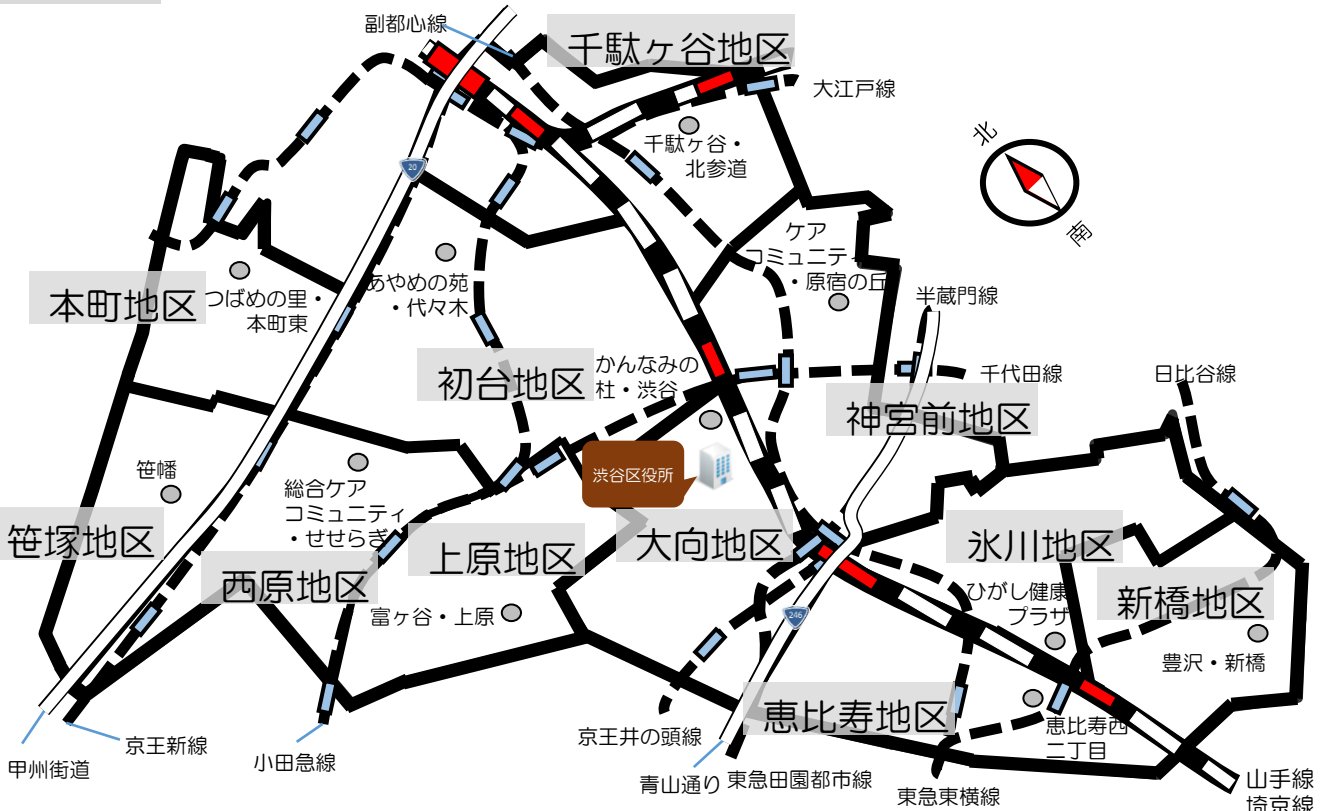 副都心線
千駄ヶ谷地区
大江戸線
20
千駄ヶ谷・
北参道
北
南
ケア
コミュニティ
・原宿の丘
本町地区
つばめの里・
本町東
あやめの苑
・代々木
半蔵門線
初台地区
かんなみの
杜・渋谷
千代田線
日比谷線
神宮前地区
笹幡
総合ケア
コミュニティ
・せせらぎ
渋谷区役所
笹塚地区
西原地区
上原地区
大向地区
氷川地区
新橋地区
富ヶ谷・上原
246
ひがし健康
プラザ
豊沢・新橋
恵比寿地区
恵比寿西
二丁目
甲州街道
京王新線
小田急線
京王井の頭線
青山通り
東急田園都市線
東急東横線
山手線
埼京線